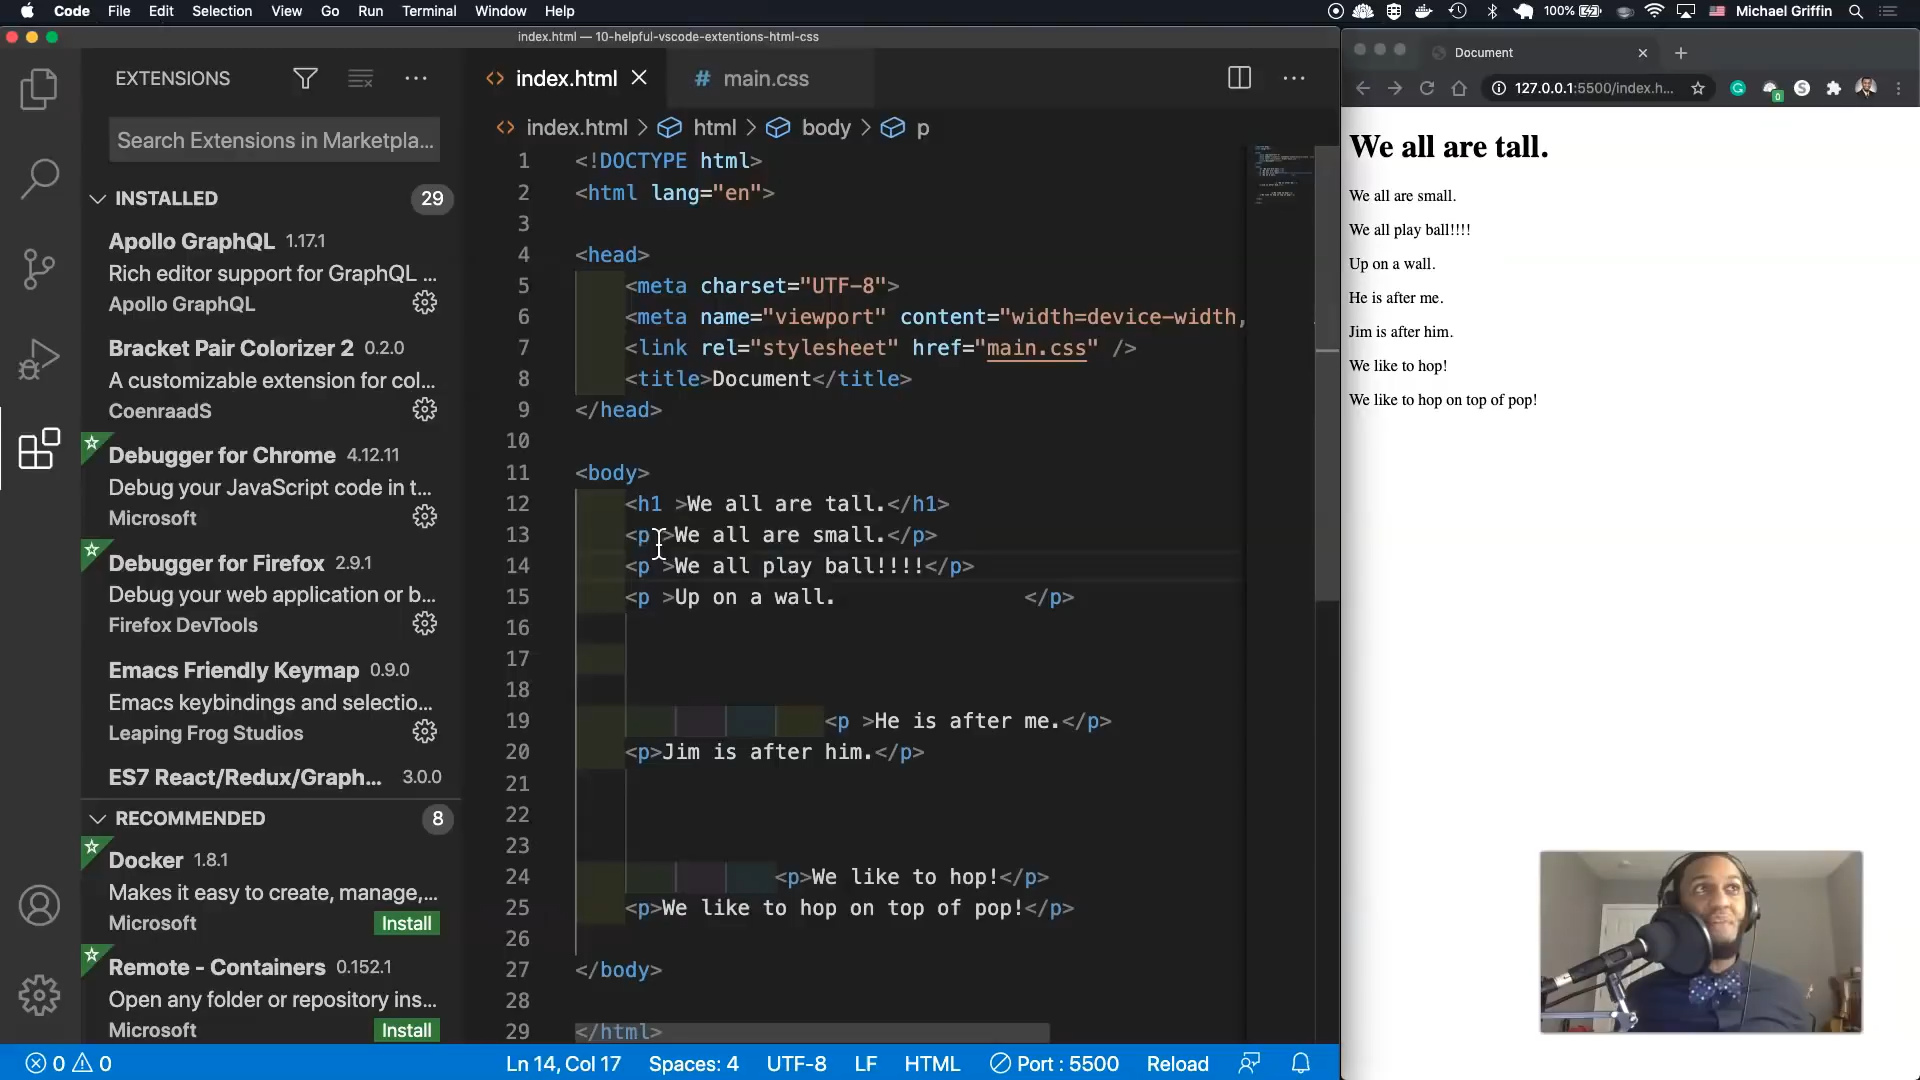 Code File Edit Selection View Go Run Terminal Window Help 100% Michael Griffin
index.html — 10-helpful-vscode-extentions-html-css
EXTENSIONS
Search Extensions in Marketpla...
INSTALLED 29
Apollo GraphQL 1.17.1
Rich editor support for GraphQL ...
Apollo GraphQL
Bracket Pair Colorizer 2 0.2.0
A customizable extension for col...
CoenraadS
Debugger for Chrome 4.12.11
Debug your JavaScript code in t...
Microsoft
Debugger for Firefox 2.9.1
Debug your web application or b...
Firefox DevTools
Emacs Friendly Keymap 0.9.0
Emacs keybindings and selectio...
Leaping Frog Studios
ES7 React/Redux/Graph... 3.0.0
RECOMMENDED 8
Docker 1.8.1
Makes it easy to create, manage,...
Microsoft Install
Remote - Containers 0.152.1
Open any folder or repository ins...
Microsoft Install
index.html
# main.css
index.html > html > body > p
1 <!DOCTYPE html>
2 <html lang="en">
3
4 <head>
5 <meta charset="UTF-8">
6 <meta name="viewport" content="width=device-width,
7 <link rel="stylesheet" href="main.css" />
8 <title>Document</title>
9 </head>
10
11 <body>
12 <h1 >We all are tall.</h1>
13 <p >We all are small.</p>
14 <p >We all play ball!!!!</p>
15 <p >Up on a wall. </p>
16
17
18
19 <p >He is after me.</p>
20 <p>Jim is after him.</p>
21
22
23
24 <p>We like to hop!</p>
25 <p>We like to hop on top of pop!</p>
26
27 </body>
28
29 </html>
0 0 Ln 14, Col 17 Spaces: 4 UTF-8 LF HTML Port : 5500 Reload
Document
127.0.0.1:5500/index.h...
0
We all are tall.
We all are small.
We all play ball!!!!
Up on a wall.
He is after me.
Jim is after him.
We like to hop!
We like to hop on top of pop!